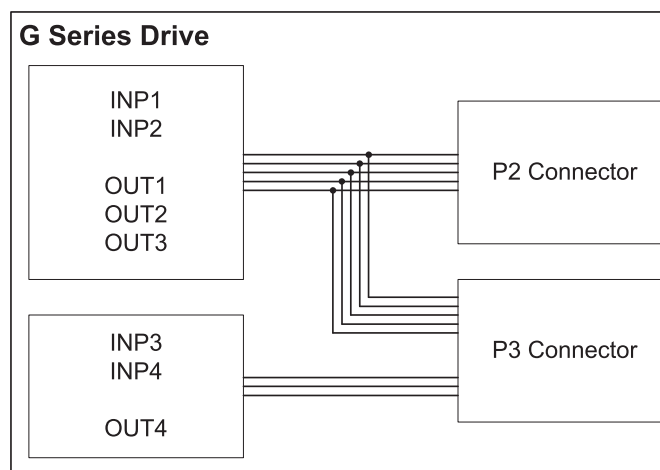 G Series Drive
INP1
INP2
OUT1
OUT2
OUT3
P2 Connector
INP3
INP4
OUT4
P3 Connector